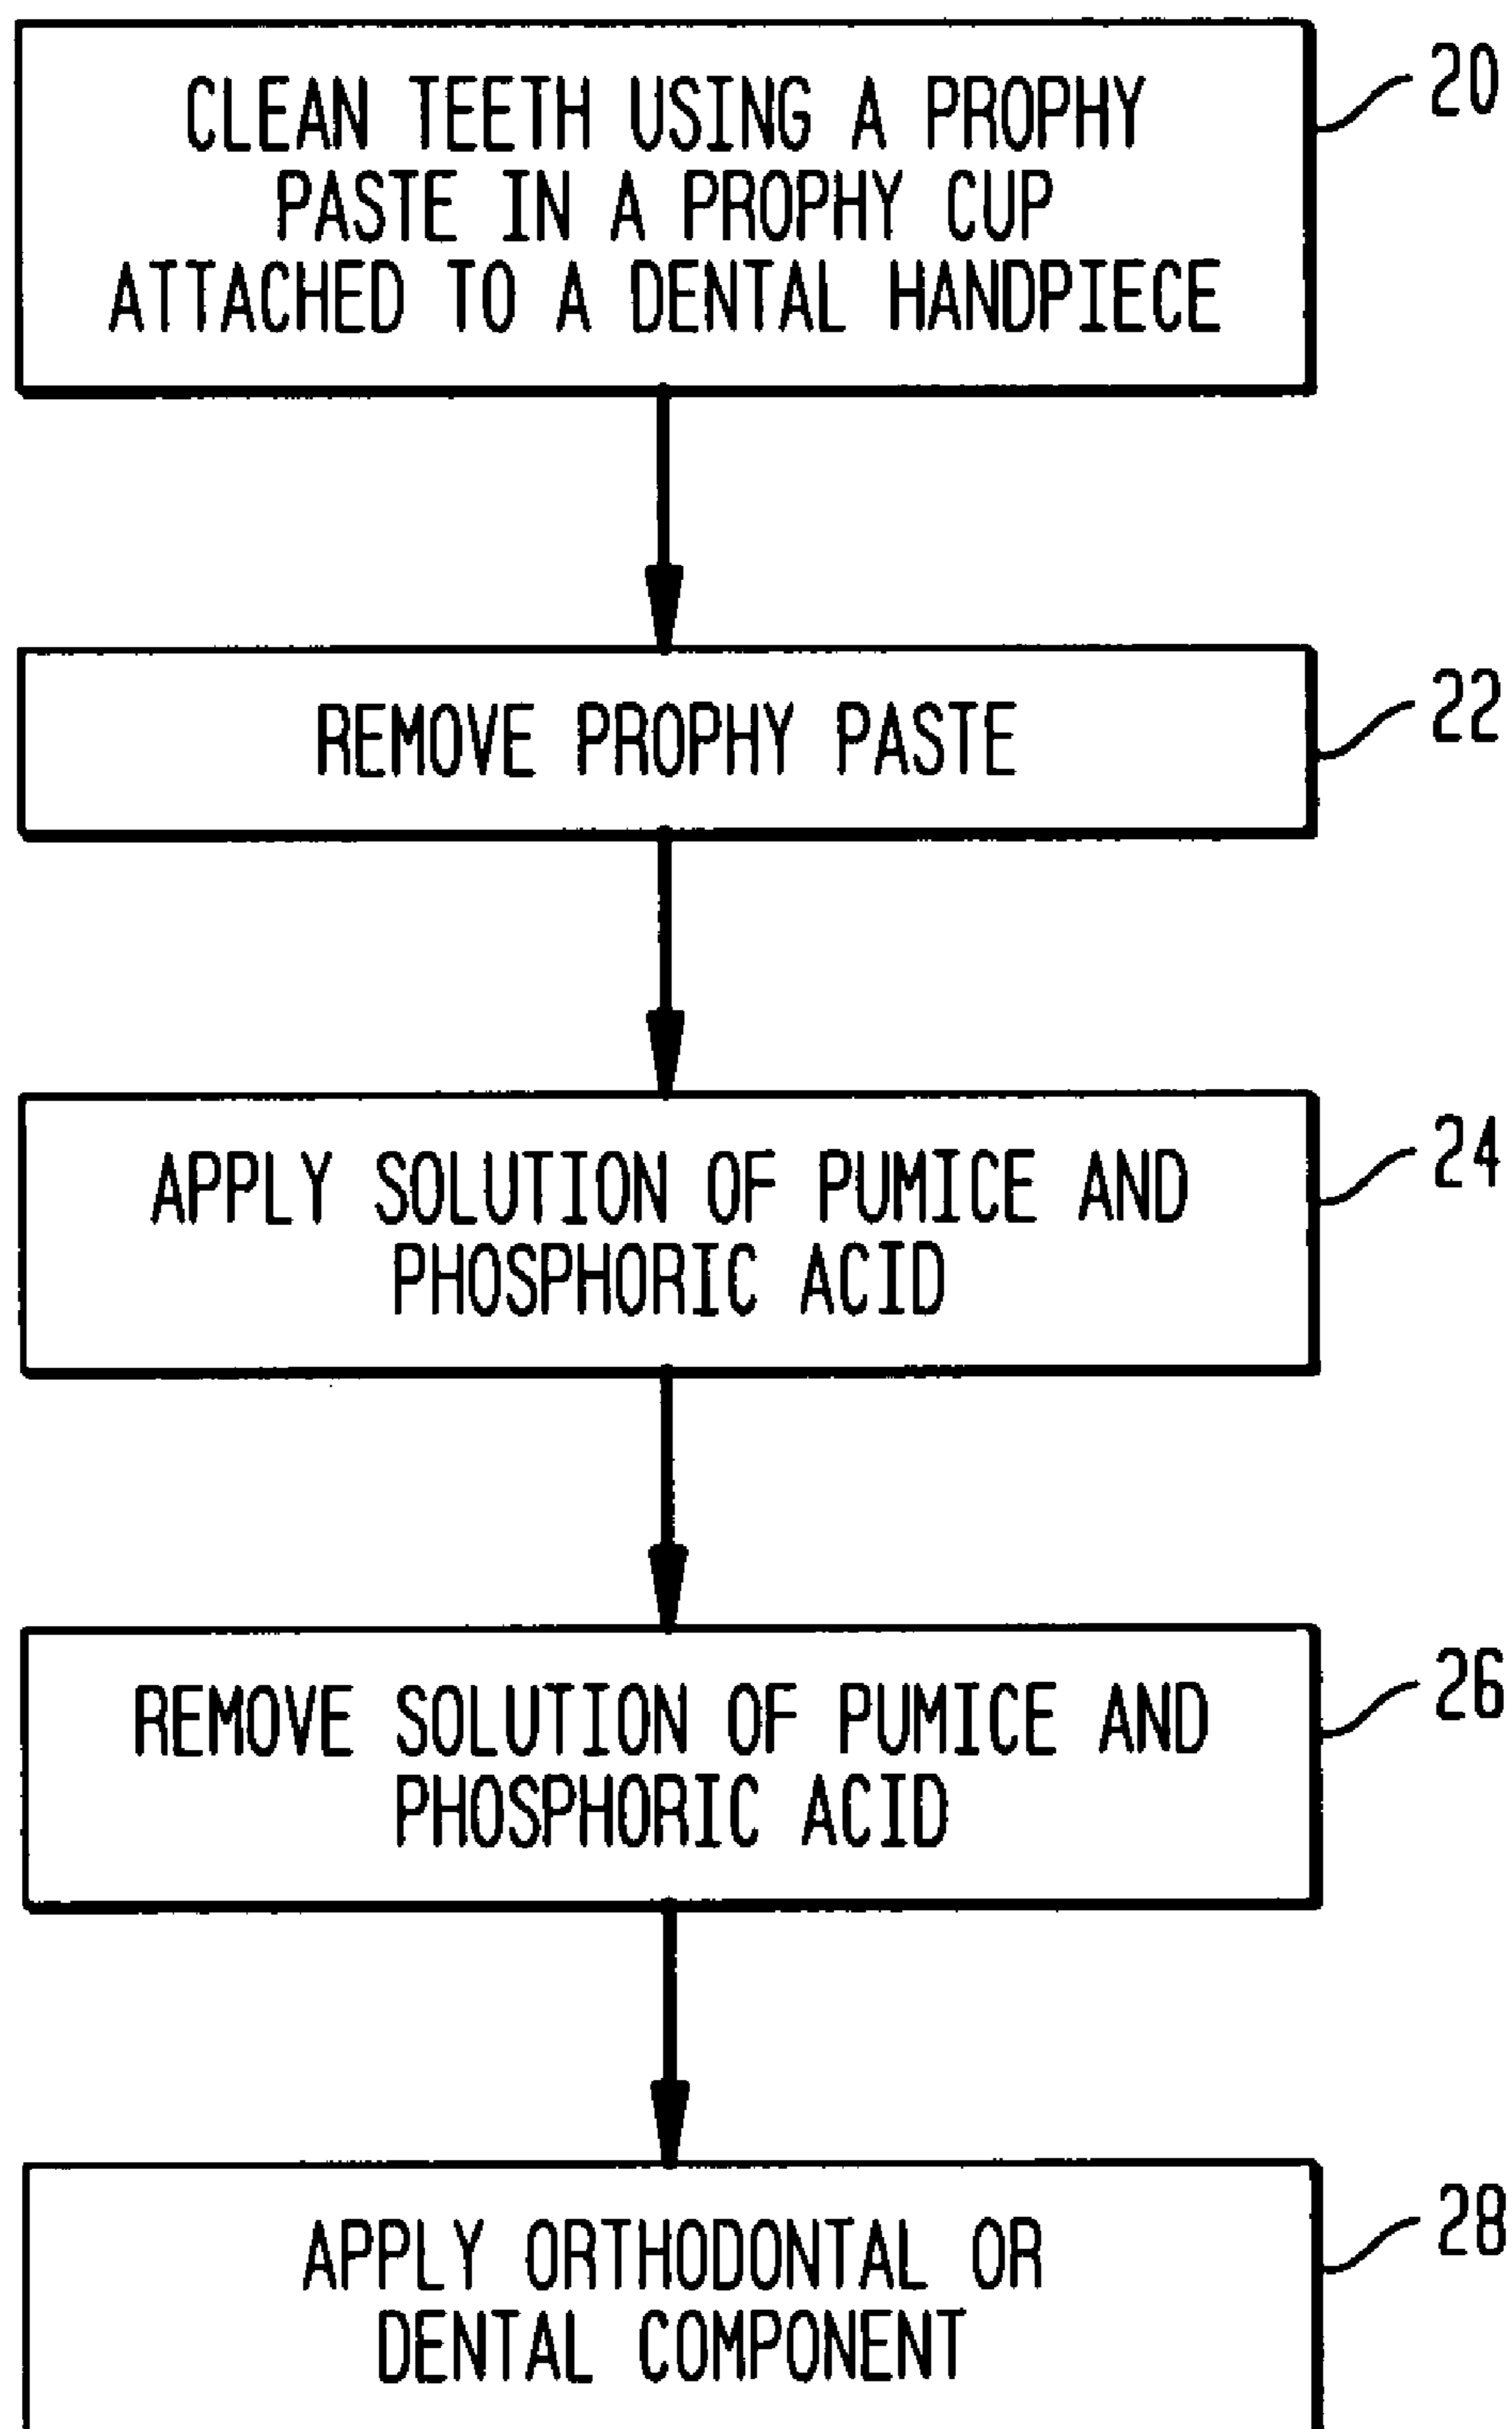 CLEAN TEETH USING A PROPHY
PASTE IN A PROPHY CUP
ATTACHED TO A DENTAL HANDPIECE
20
REMOVE PROPHY PASTE
22
APPLY SOLUTION OF PUMICE AND
PHOSPHORIC ACID
24
REMOVE SOLUTION OF PUMICE AND
PHOSPHORIC ACID
26
APPLY ORTHODONTAL OR
DENTAL COMPONENT
28